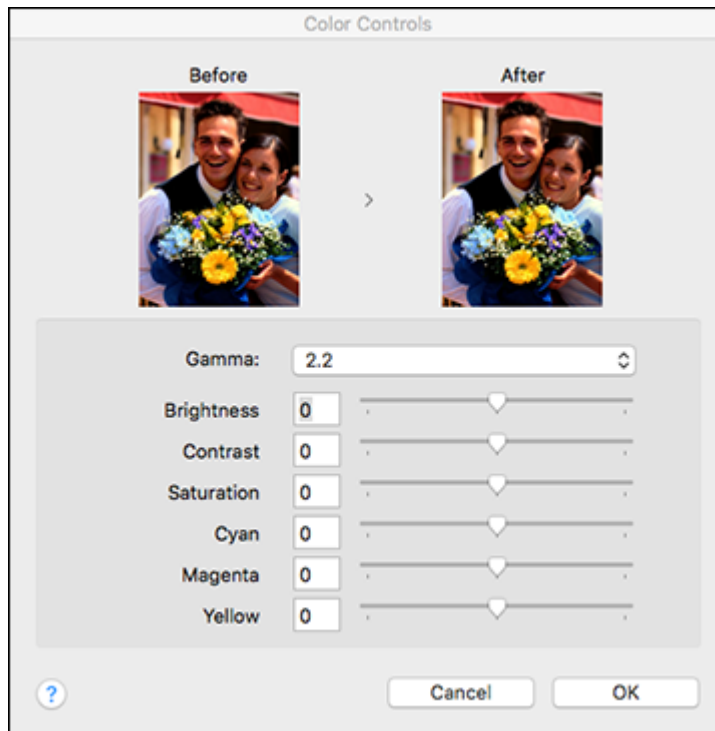 Color Controls
Before After
>
Gamma: 2.2
Brightness 0
Contrast 0
Saturation 0
Cyan 0
Magenta 0
Yellow 0
? Cancel OK